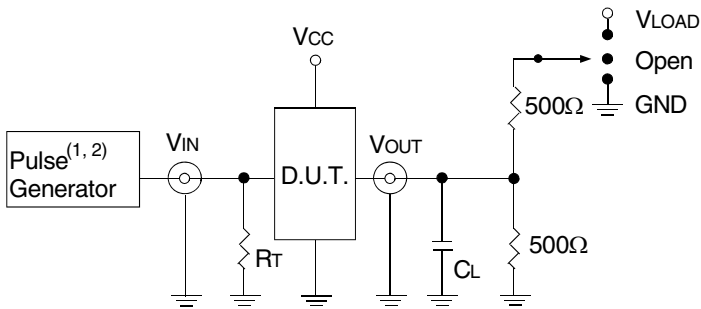 VLOAD
Open
GND
VCC
500Ω
Pulse(1, 2)
Generator
VIN
D.U.T.
VOUT
RT
CL
500Ω